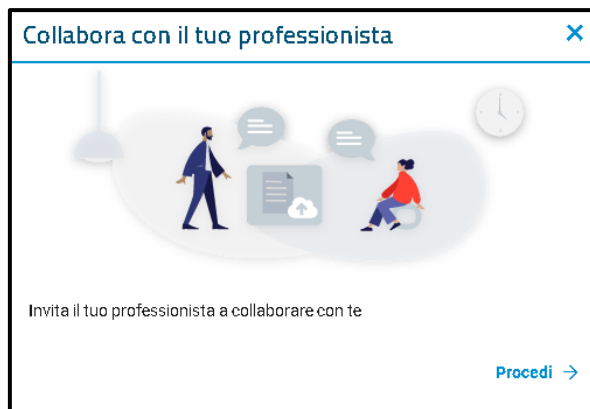 Collabora con il tuo professionista
Invita il tuo professionista a collaborare con te
Procedi